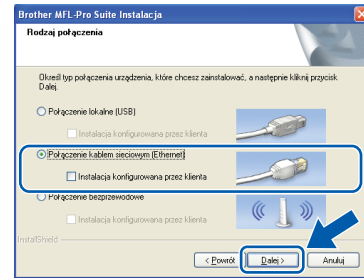 Brother MFL-Pro Suite Instalacja
Rodzaj połączenia
Określ typ połączenia urządzenia, które chcesz zainstalować, a następnie kliknij przycisk
Dalej.
Połączenie lokalne (USB)
Instalacja konfigurowana przez klienta
Połączenie kablem sieciowym (Ethernet)
Instalacja konfigurowana przez klienta
Połączenie bezprzewodowe
Instalacja konfigurowana przez klienta
InstallShield
< Powrót
Dalej >
Anuluj